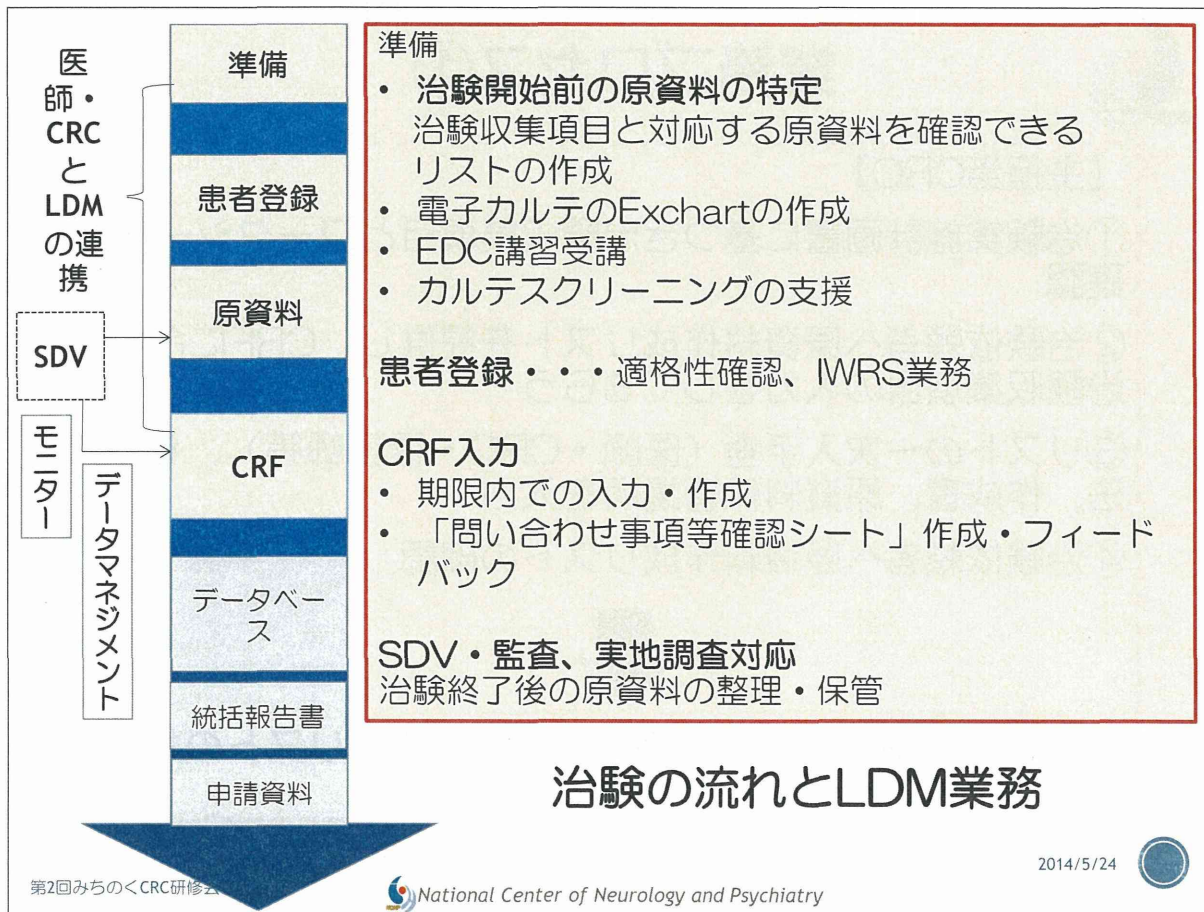 医
師・
CRC
と
LDM
の連
携
SDV
モニター
データマネジメント
準備
患者登録
原資料
CRF
データベー
ス
統括報告書
申請資料
準備
• 治験開始前の原資料の特定
治験収集項目と対応する原資料を確認できる
リストの作成
• 電子カルテのExchartの作成
• EDC講習受講
• カルテスクリーニングの支援
患者登録・・・適格性確認、IWRS業務
CRF入力
• 期限内での入力・作成
• 「問い合わせ事項等確認シート」作成・フィード
バック
SDV・監査、実地調査対応
治験終了後の原資料の整理・保管
治験の流れとLDM業務
2014/5/24
第2回みちのくCRC研修会
National Center of Neurology and Psychiatry